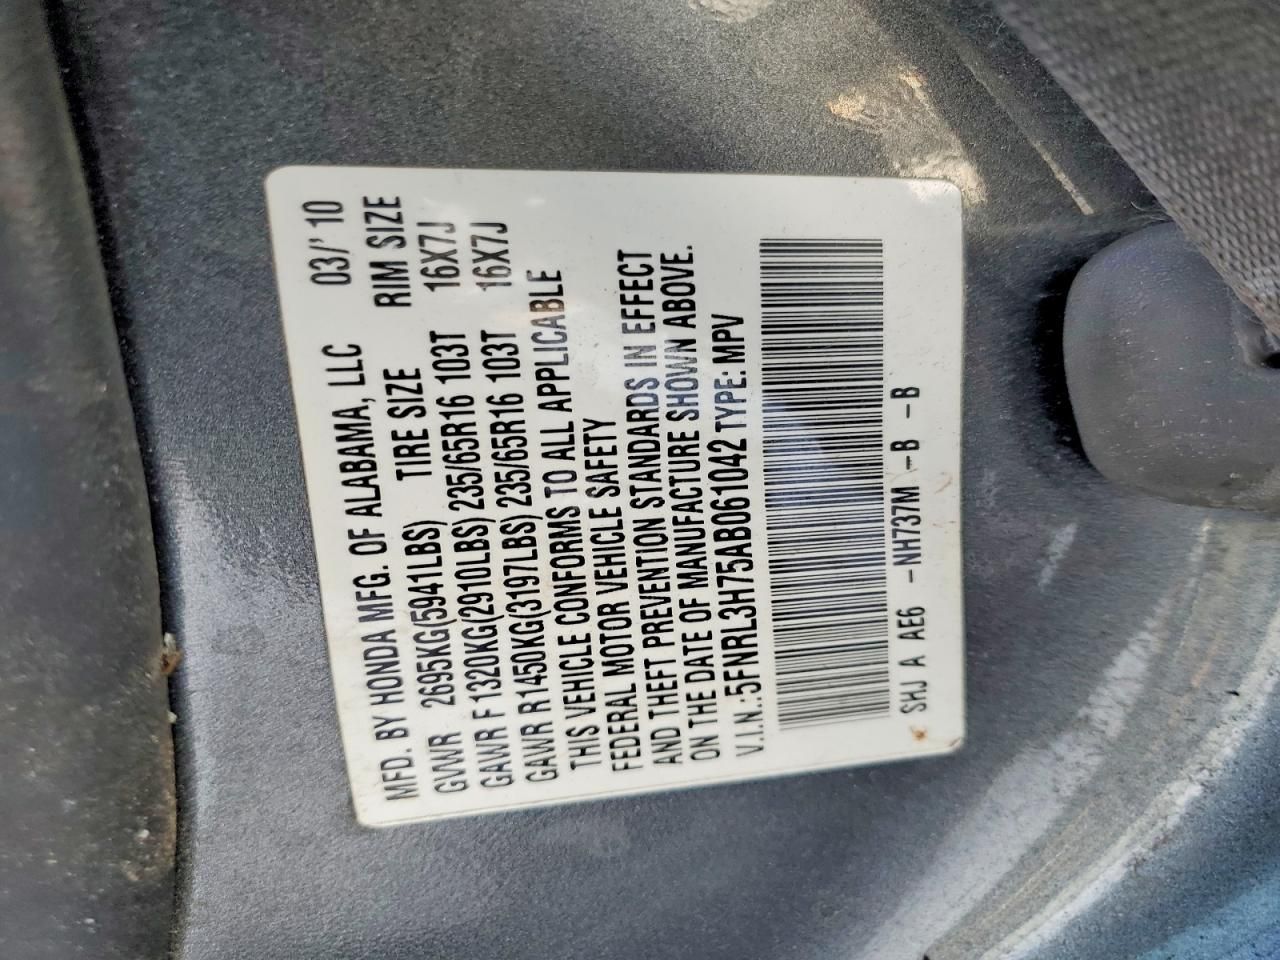 MFD. BY HONDA MFG. OF ALABAMA, LLC 03/' 10
GVWR 2695KG(5941LBS) TIRE SIZE RIM SIZE
GAWR F 1320KG(2910LBS) 235/65R16 103T 16X7J
GAWR R1450KG(3197LBS) 235/65R16 103T 16X7J
THIS VEHICLE CONFORMS TO ALL APPLICABLE
FEDERAL MOTOR VEHICLE SAFETY
AND THEFT PREVENTION STANDARDS IN EFFECT
ON THE DATE OF MANUFACTURE SHOWN ABOVE.
V.I.N.:5FNRL3H75AB061042 TYPE: MPV
SHJ A AE6 -NH737M -B -B